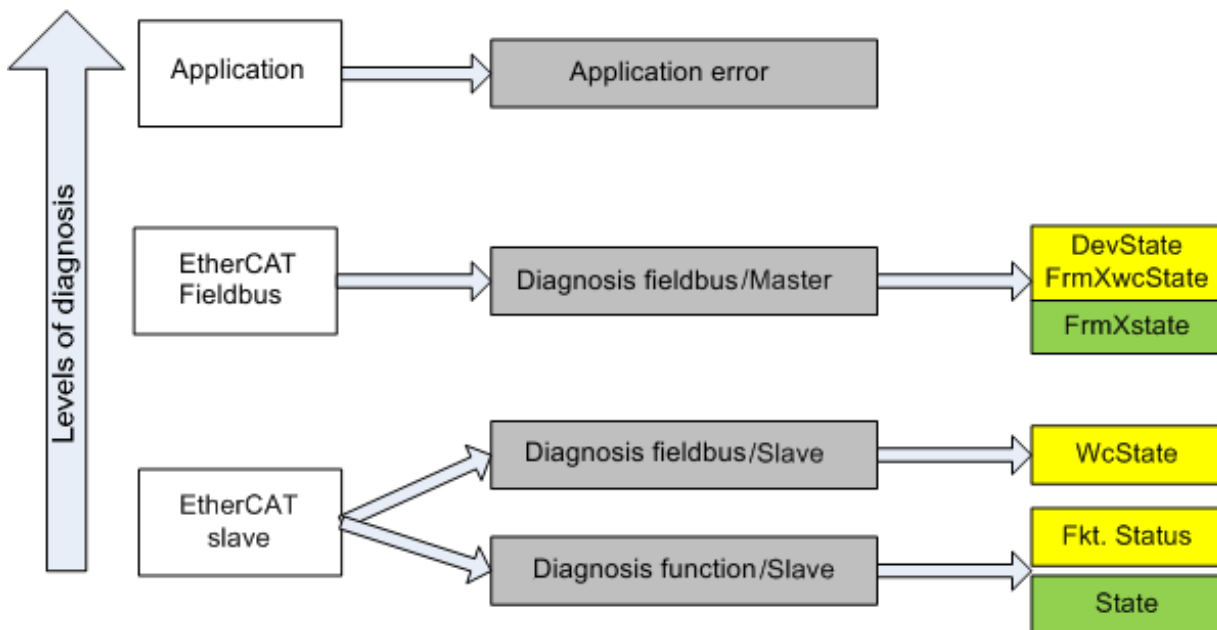 Levels of diagnosis
Application
Application error
EtherCAT
Fieldbus
Diagnosis fieldbus/Master
DevState
FrmXwcState
FrmXstate
EtherCAT
slave
Diagnosis fieldbus/Slave
WcState
Diagnosis function/Slave
Fkt. Status
State